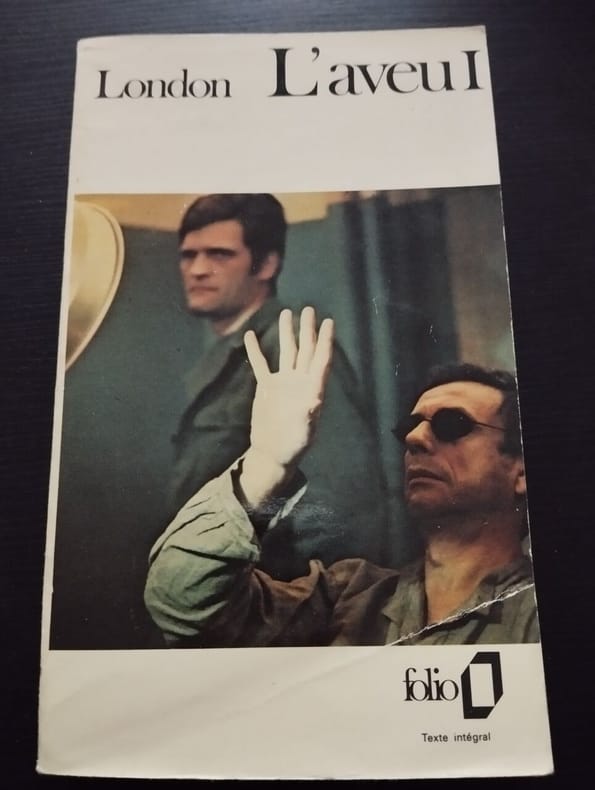 London L'aveu I
folio
Texte intégral